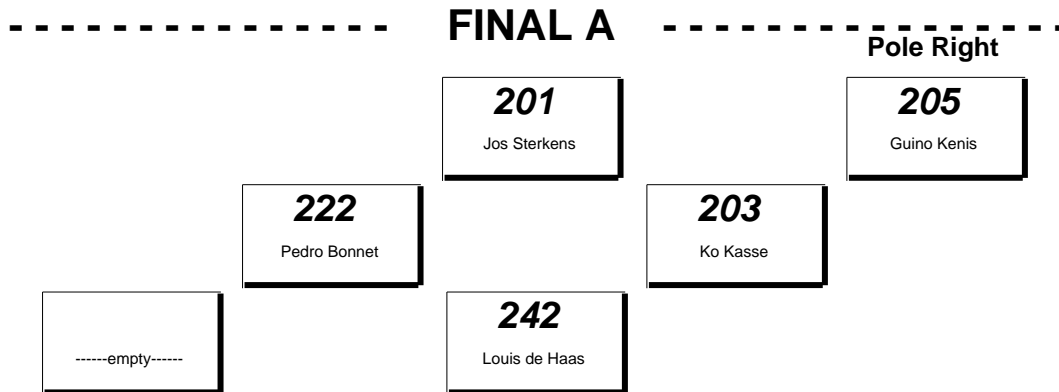 FINAL A
Pole Right
201
Jos Sterkens
205
Guino Kenis
222
Pedro Bonnet
203
Ko Kasse
------empty------
242
Louis de Haas